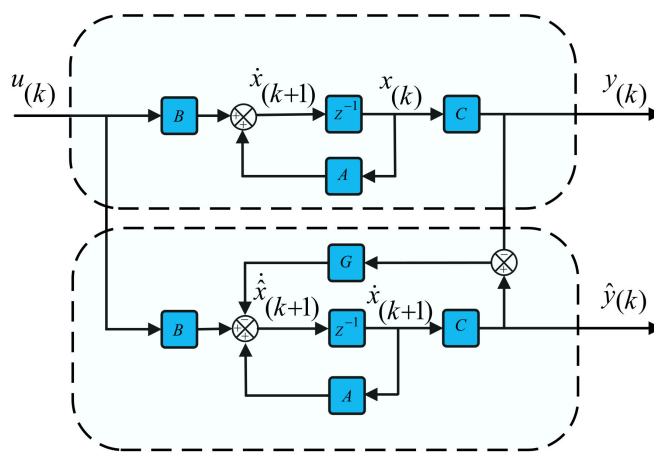 u(k)
ẋ(k+1)
x(k)
y(k)
B
z⁻¹
C
A
G
x̂̇(k+1)
ẋ(k+1)
ŷ(k)
B
z⁻¹
C
A